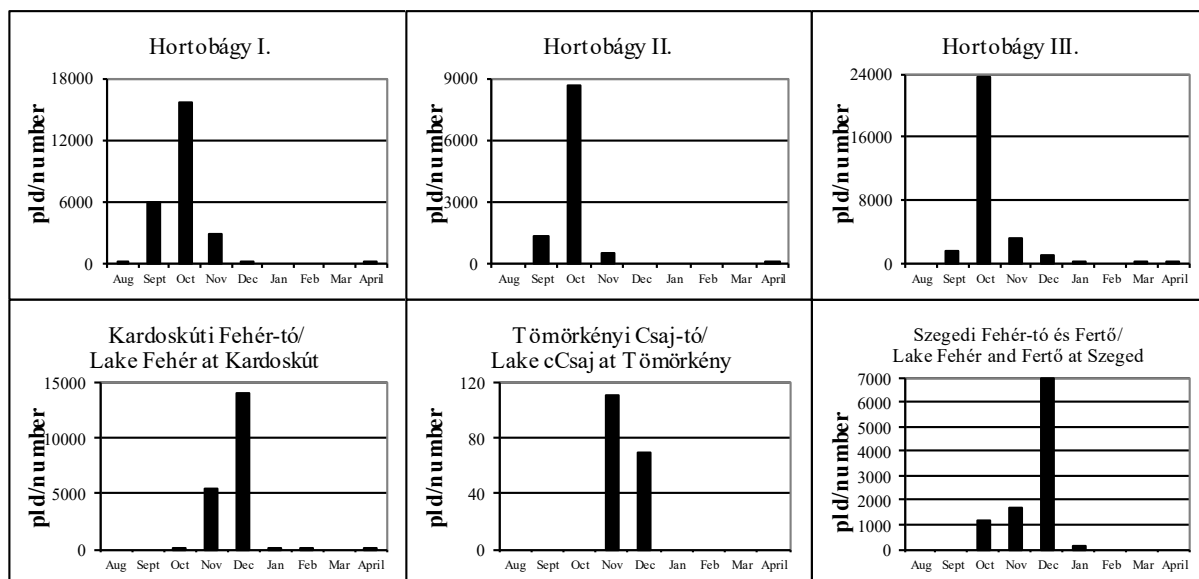 Hortobágy I.
pld/number
18000
12000
6000
0
Aug Sept Oct Nov Dec Jan Feb Mar April
Hortobágy II.
pld/number
9000
6000
3000
0
Aug Sept Oct Nov Dec Jan Feb Mar April
Hortobágy III.
pld/number
24000
16000
8000
0
Aug Sept Oct Nov Dec Jan Feb Mar April
Kardoskúti Fehér-tó/
Lake Fehér at Kardoskút
pld/number
15000
10000
5000
0
Aug Sept Oct Nov Dec Jan Feb Mar April
Tömörkényi Csaj-tó/
Lake cCsaj at Tömörkény
pld/number
120
80
40
0
Aug Sept Oct Nov Dec Jan Feb Mar April
Szegedi Fehér-tó és Fertő/
Lake Fehér and Fertő at Szeged
pld/number
7000
6000
5000
4000
3000
2000
1000
0
Aug Sept Oct Nov Dec Jan Feb Mar April